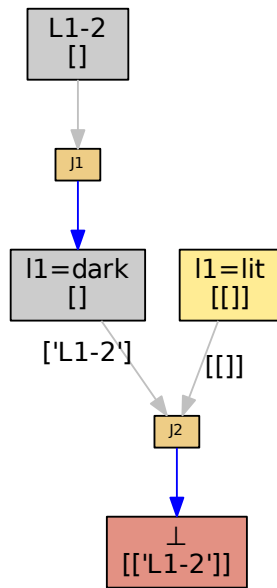 L1-2
[]
J1
l1=dark
[]
l1=lit
[[]]
['L1-2']
[[]]
J2
⊥
[['L1-2']]